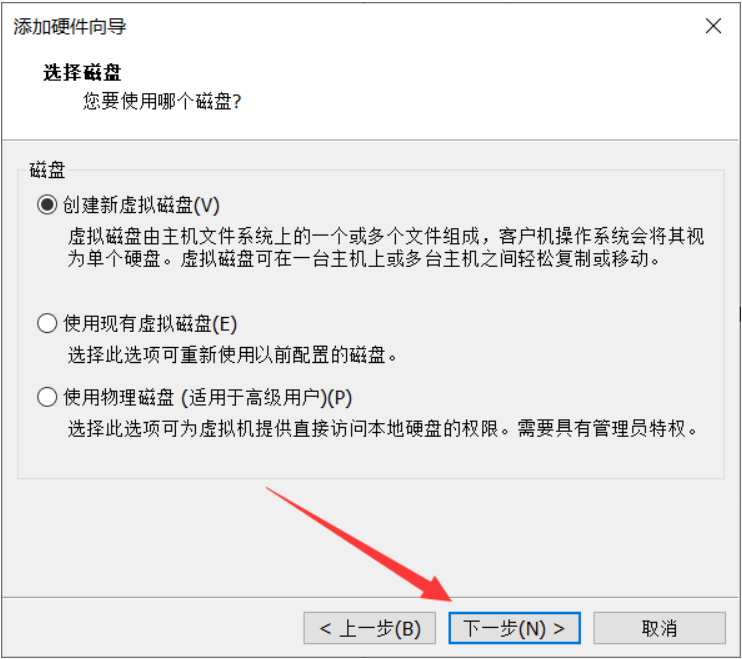 添加硬件向导
选择磁盘
您要使用哪个磁盘?
磁盘
创建新虚拟磁盘(V)
虚拟磁盘由主机文件系统上的一个或多个文件组成，客户机操作系统会将其视
为单个硬盘。虚拟磁盘可在一台主机上或多台主机之间轻松复制或移动。
使用现有虚拟磁盘(E)
选择此选项可重新使用以前配置的磁盘。
使用物理磁盘 (适用于高级用户)(P)
选择此选项可为虚拟机提供直接访问本地硬盘的权限。需要具有管理员特权。
< 上一步(B) 下一步(N) > 取消